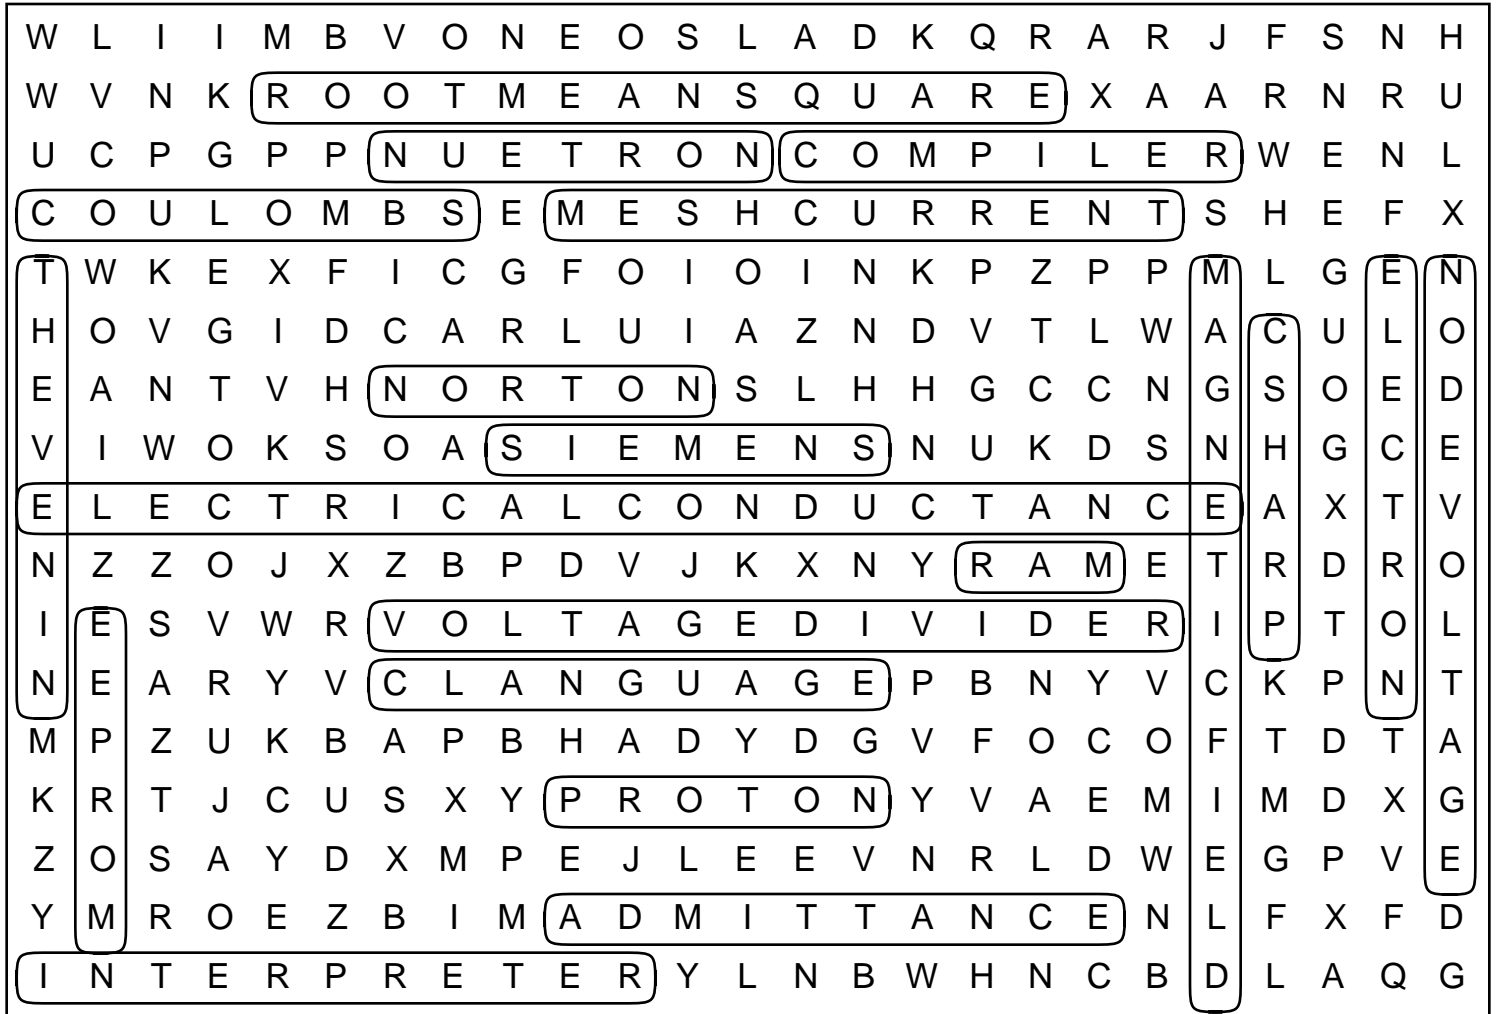 W L I I M B V O N E O S L A D K Q R A R J F S N H
W V N K R O O T M E A N S Q U A R E X A A R N R U
U C P G P P N U E T R O N C O M P I L E R W E N L
C O U L O M B S E M E S H C U R R E N T S H E F X
T W K E X F I C G F O I O I N K P Z P P M L G E N
H O V G I D C A R L U I A Z N D V T L W A C U L O
E A N T V H N O R T O N S L H H G C C N G S O E D
V I W O K S O A S I E M E N S N U K D S N H G C E
E L E C T R I C A L C O N D U C T A N C E A X T V
N Z Z O J X Z B P D V J K X N Y R A M E T R D R O
I E S V W R V O L T A G E D I V I D E R I P T O L
N E A R Y V C L A N G U A G E P B N Y V C K P N T
M P Z U K B A P B H A D Y D G V F O C O F T D T A
K R T J C U S X Y P R O T O N Y V A E M I M D X G
Z O S A Y D X M P E J L E E V N R L D W E G P V E
Y M R O E Z B I M A D M I T T A N C E N L F X F D
I N T E R P R E T E R Y L N B W H N C B D L A Q G